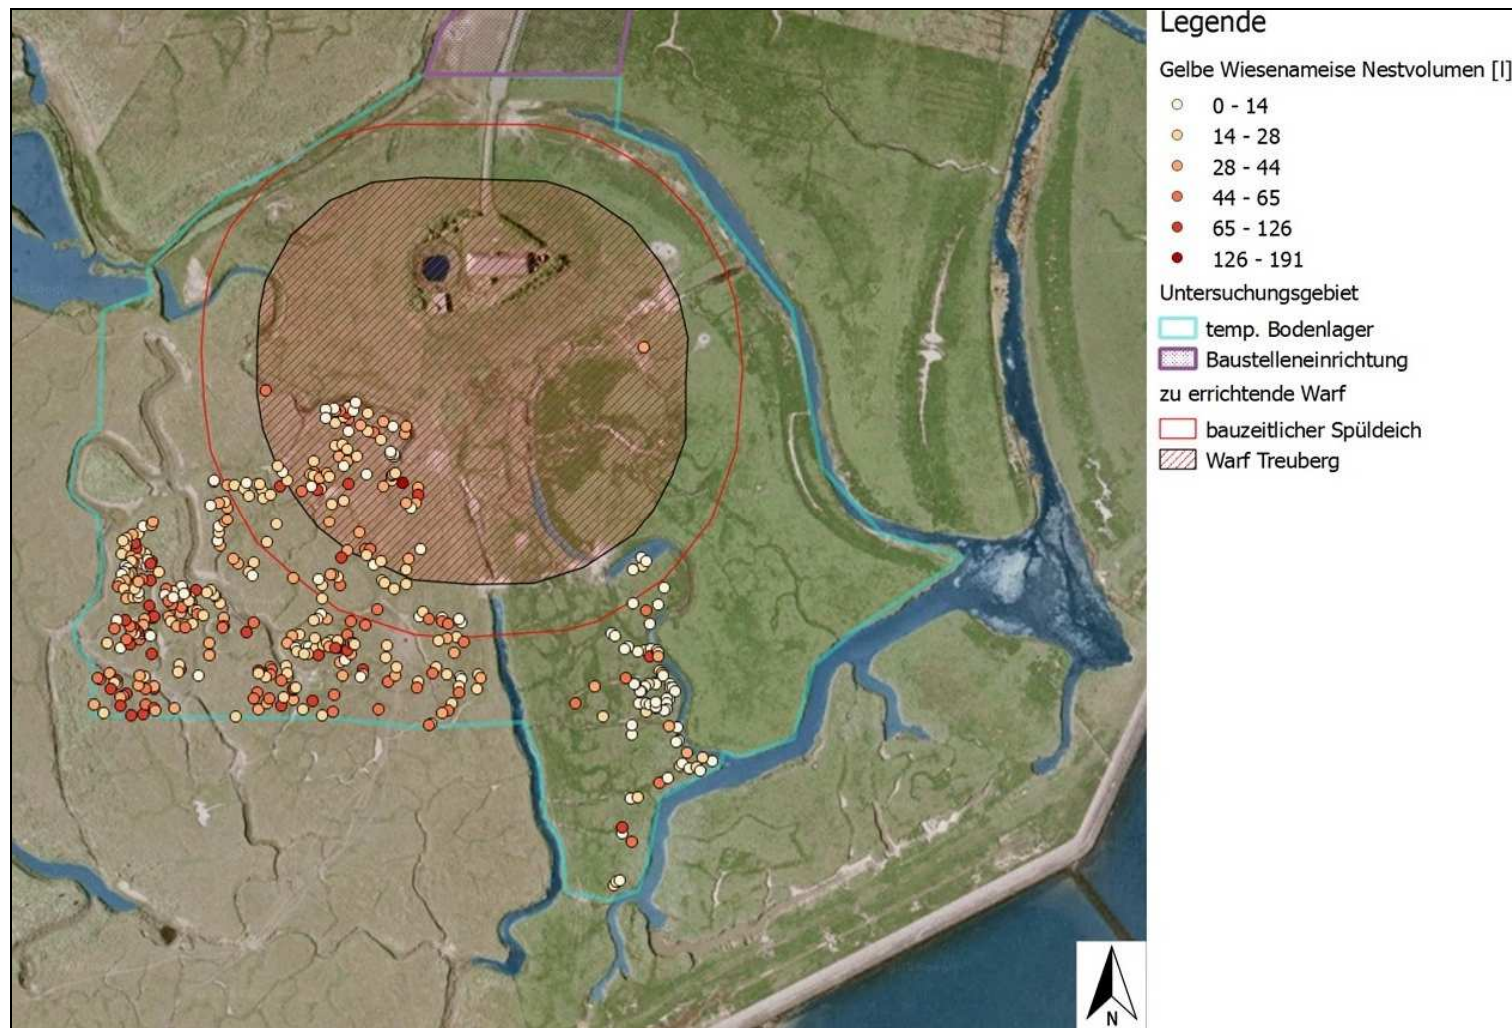 Legende
Gelbe Wiesenameise Nestvolumen [l]
0 - 14
14 - 28
28 - 44
44 - 65
65 - 126
126 - 191
Untersuchungsgebiet
temp. Bodenlager
Baustelleneinrichtung
zu errichtende Warf
bauzeitlicher Spüldeich
Warf Treuberg
N